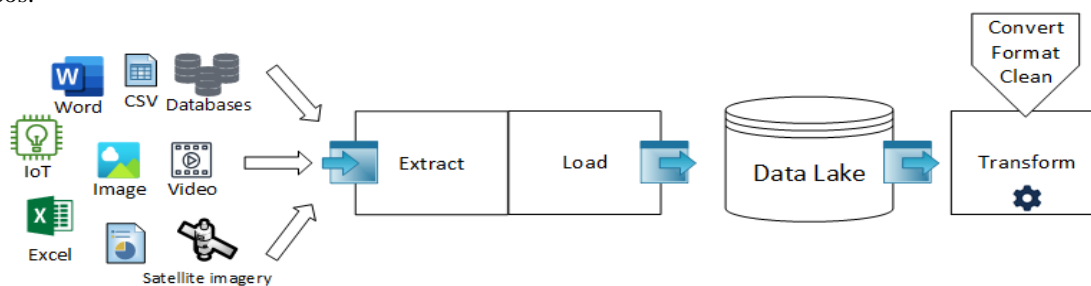 Convert
Format
Clean
W
Word
CSV
Databases
IoT
Image
Video
Extract
Load
Data Lake
Transform
X
Excel
Satellite imagery